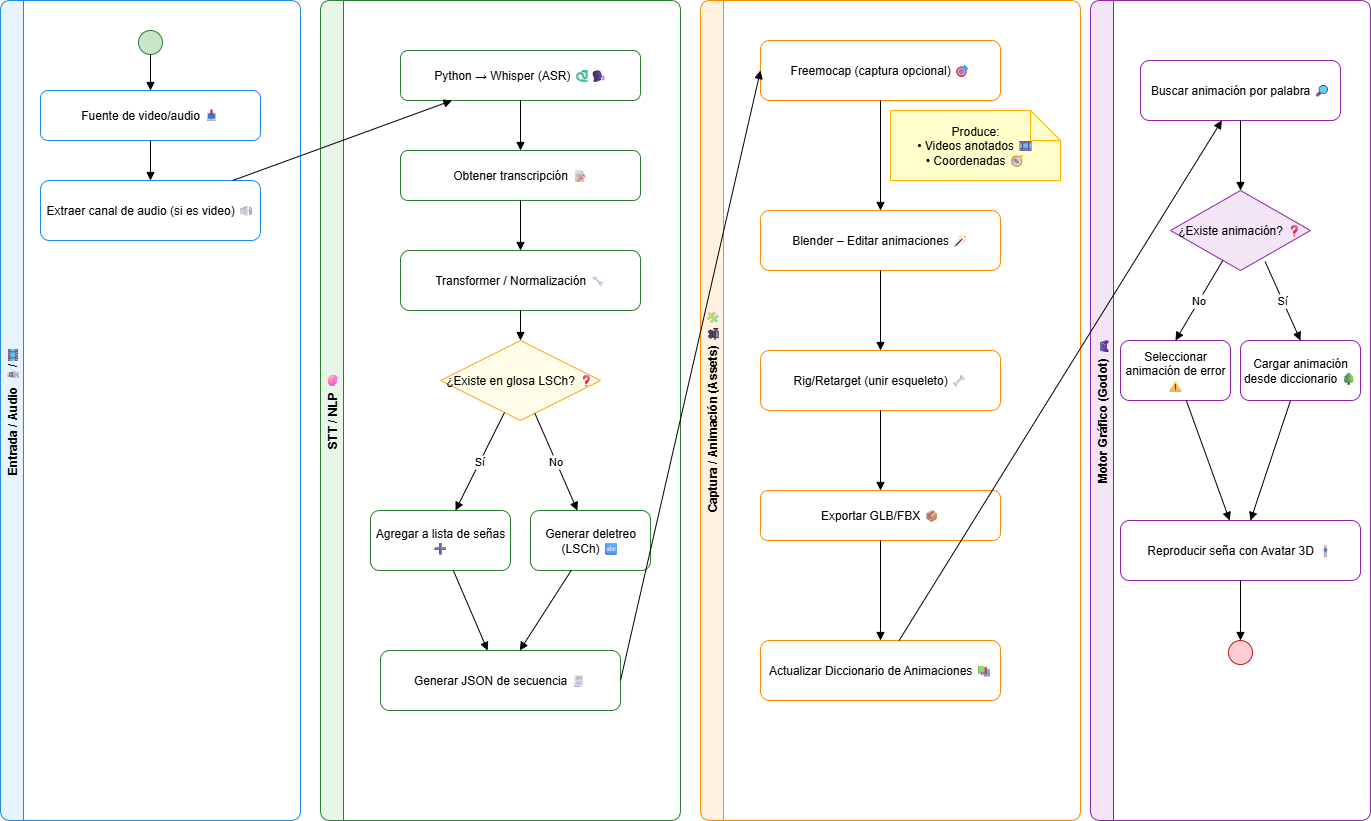 Entrada / Audio 🎙️/🎞️
Fuente de video/audio 📥
Extraer canal de audio (si es video) 🔊
STT / NLP 🧠
Python → Whisper (ASR) 🐍🗣️
Obtener transcripción 📝
Transformer / Normalización 🔧
¿Existe en glosa LSCh? ❓
Sí
No
Agregar a lista de señas
➕
Generar deletreo
(LSCh) 🔤
Generar JSON de secuencia 🧾
Captura / Animación (Assets) 🎥🧩
Freemocap (captura opcional) 🎯
Produce:
• Videos anotados 🎞️
• Coordenadas 🧭
Blender – Editar animaciones 🪄
Rig/Retarget (unir esqueleto) 🦴
Exportar GLB/FBX 📦
Actualizar Diccionario de Animaciones 📚
Motor Gráfico (Godot) 🎮
Buscar animación por palabra 🔎
¿Existe animación? ❓
No
Sí
Seleccionar
animación de error
⚠️
Cargar animación
desde diccionario 🌳
Reproducir seña con Avatar 3D 🧍